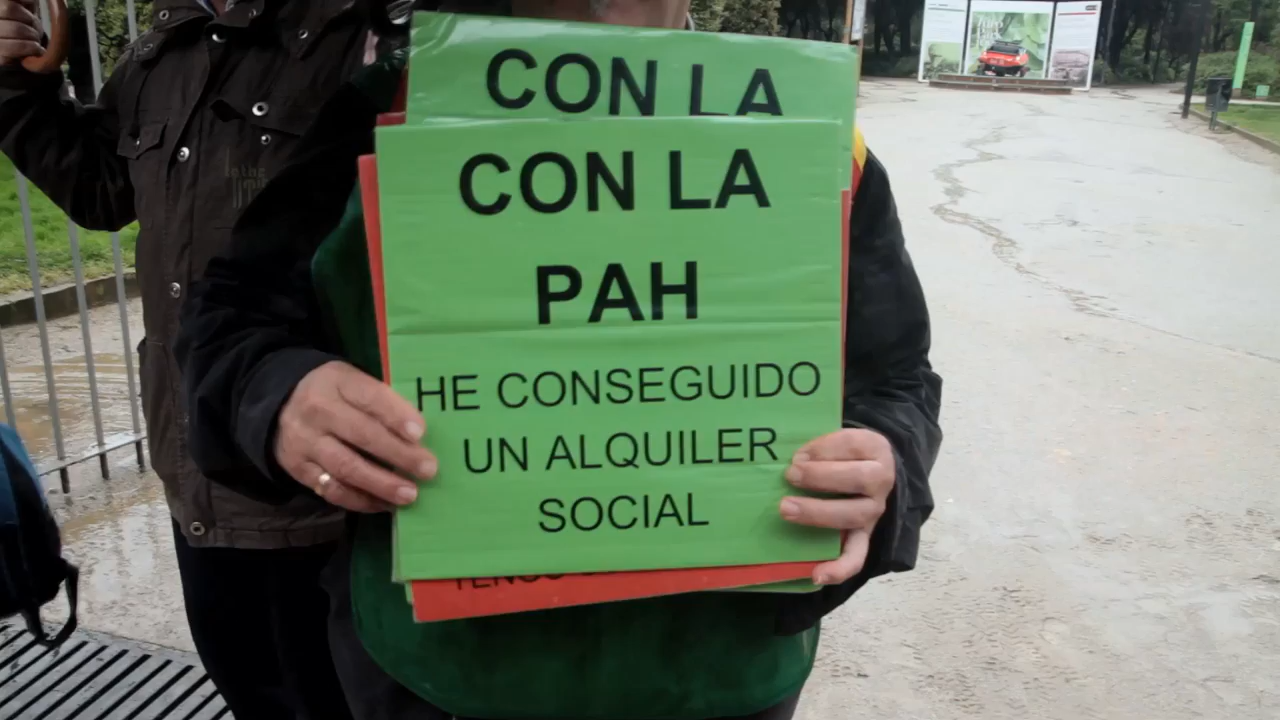 CON LA
CON LA
PAH
HE CONSEGUIDO
UN ALQUILER
SOCIAL